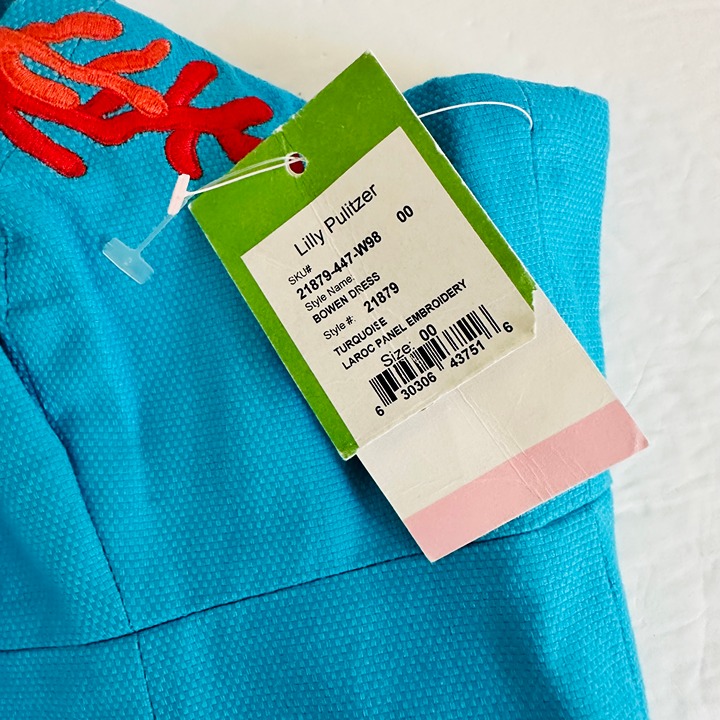 Lilly Pulitzer
SKU# 00
21879-447-W98
Style Name:
BOWEN DRESS
Style #: 21879
TURQUOISE
LAROC PANEL EMBROIDERY
Size: 00
6 30306 43751 6